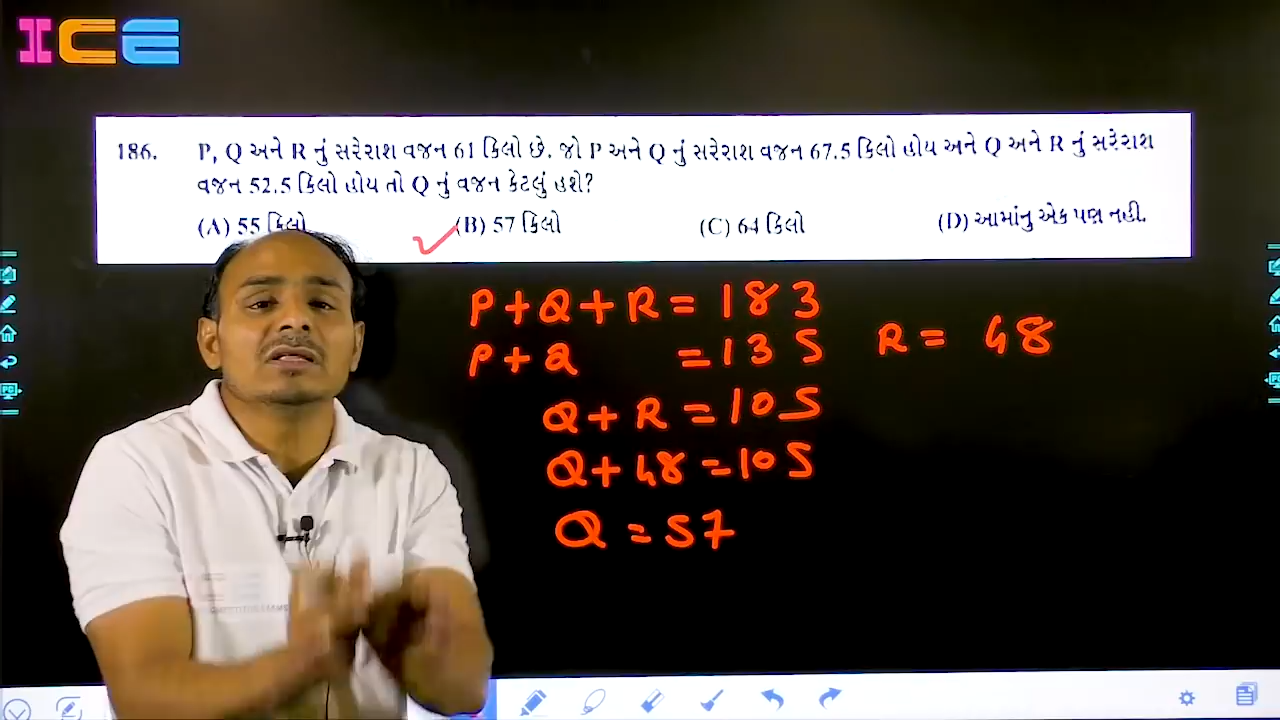 ICE
186. P, Q અને R નું સરેરાશ વજન 61 કિલો છે. જો P અને Q નું સરેરાશ વજન 67.5 કિલો હોય અને Q અને R નું સરેરાશ
વજન 52.5 કિલો હોય તો Q નું વજન કેટલું હશે?
(A) 55 કિલો (B) 57 કિલો (C) 64 કિલો (D) આમાંનુ એક પણ નહી.
P + Q + R = 183
P + Q = 135 R = 48
Q + R = 105
Q + 48 = 105
Q = 57